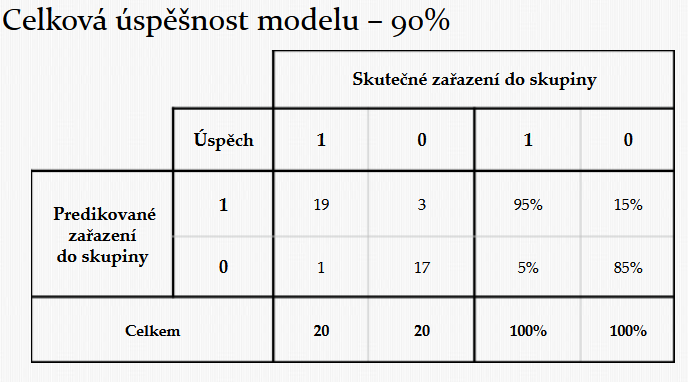 Celková úspěšnost modelu – 90%
Skutečné zařazení do skupiny
Úspěch 1 0 1 0
Predikované
zařazení
do skupiny
1 19 3 95% 15%
0 1 17 5% 85%
Celkem 20 20 100% 100%